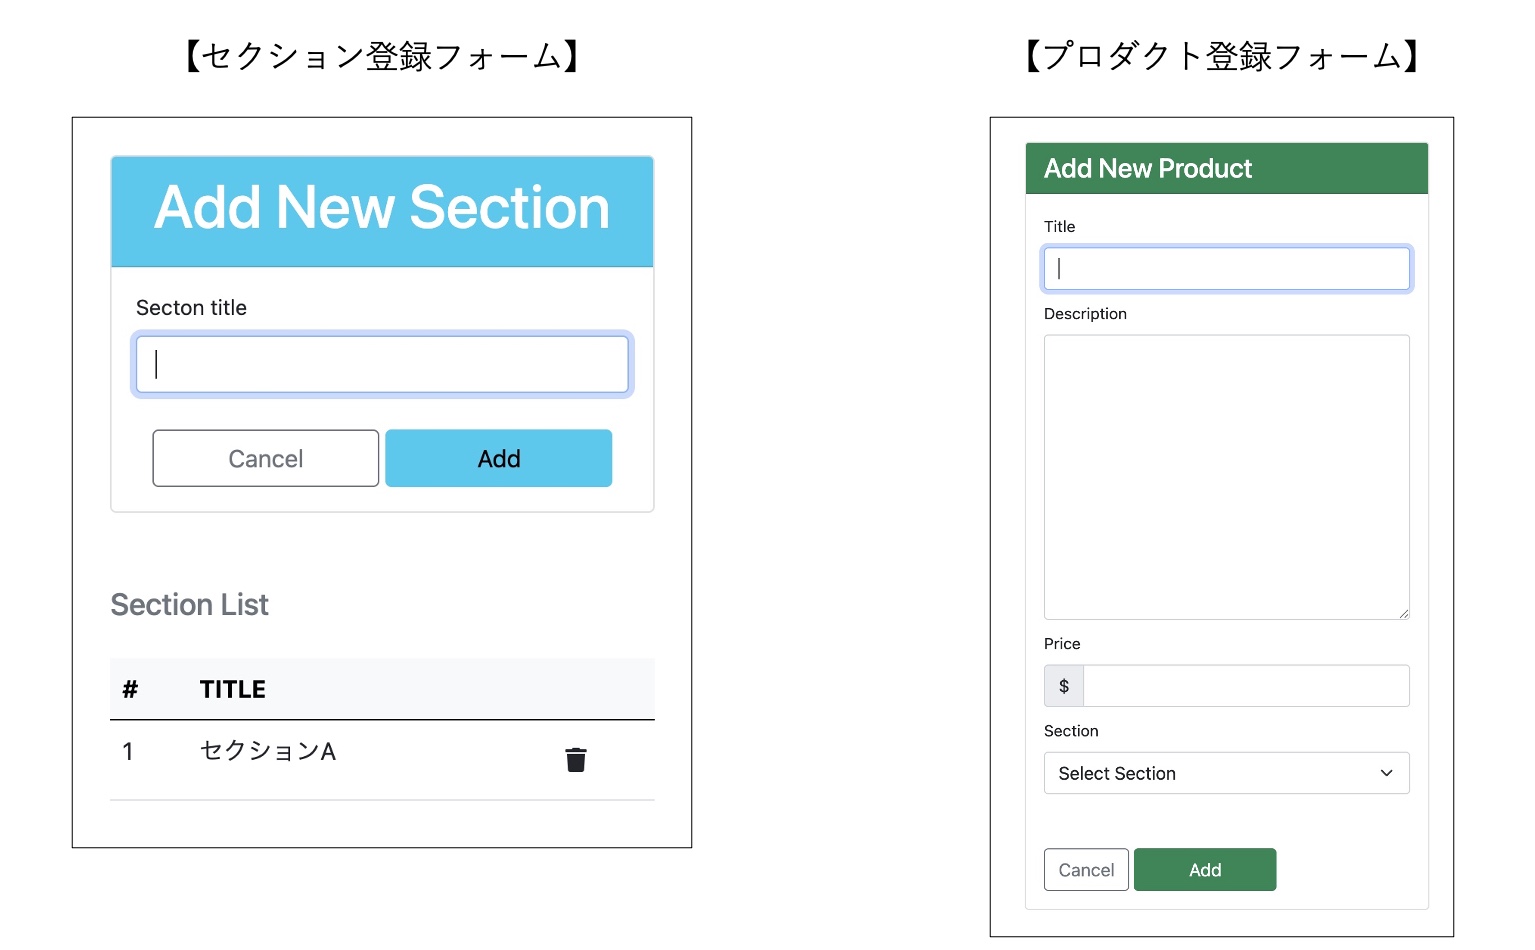 【セクション登録フォーム】
Add New Section
Secton title
Cancel Add
Section List
# TITLE
1 セクションA
【プロダクト登録フォーム】
Add New Product
Title
Description
Price
$
Section
Select Section
Cancel Add